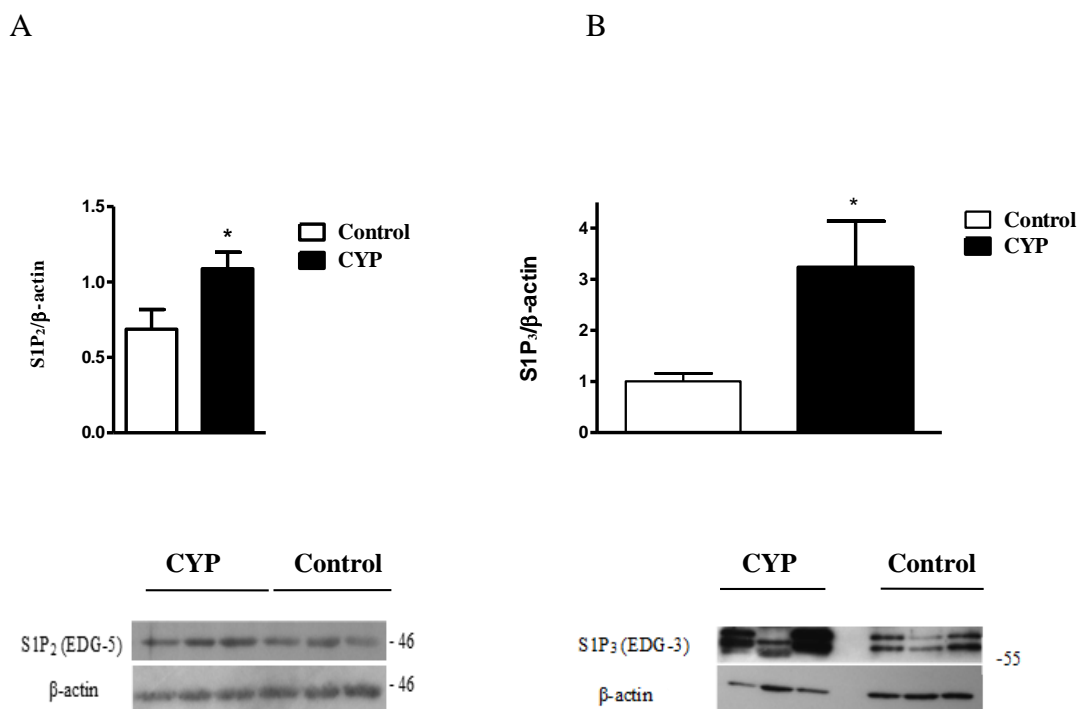 A
B
1.5
1.0
0.5
0.0
S1P₂/β-actin
*
Control
CYP
4
3
2
1
0
S1P₃/β-actin
*
Control
CYP
CYP Control
S1P₂ (EDG-5) - 46
β-actin - 46
CYP Control
S1P₃ (EDG-3) -55
β-actin